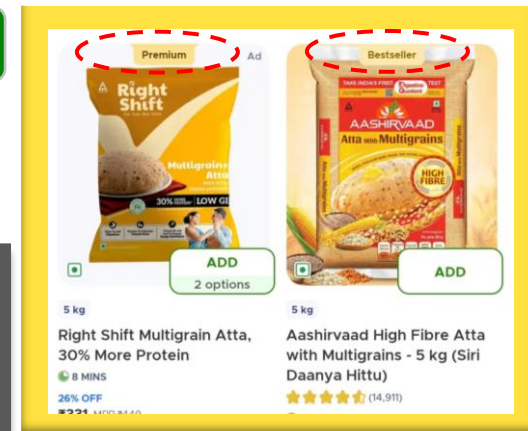 Premium
Ad
Right
Shift
Multigrain
Atta
30%
LOW GI
ADD
2 options
5 kg
Right Shift Multigrain Atta,
30% More Protein
8 MINS
26% OFF
Bestseller
TAKE INDIA'S FIRST
TEST
AASHIRVAAD
Atta with Multigrains
HIGH
FIBRE
ADD
5 kg
Aashirvaad High Fibre Atta
with Multigrains - 5 kg (Siri
Daanya Hittu)
(14,911)